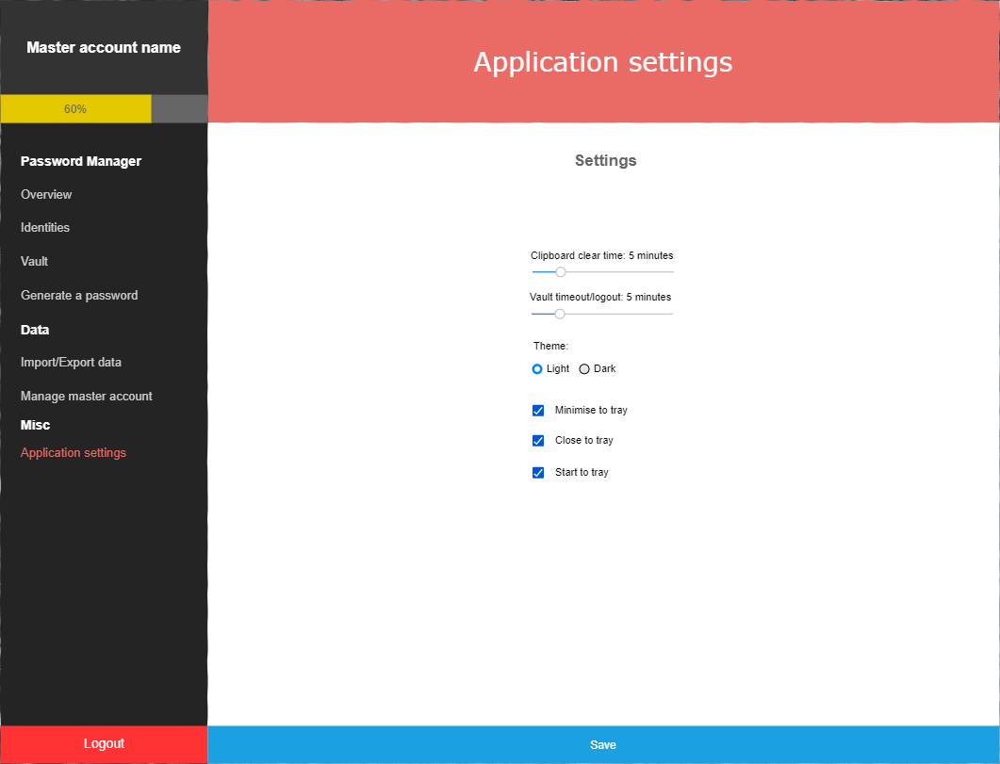 Master account name
60%
Password Manager
Overview
Identities
Vault
Generate a password
Data
Import/Export data
Manage master account
Misc
Application settings
Logout
Application settings
Settings
Clipboard clear time: 5 minutes
Vault timeout/logout: 5 minutes
Theme:
Light Dark
Minimise to tray
Close to tray
Start to tray
Save